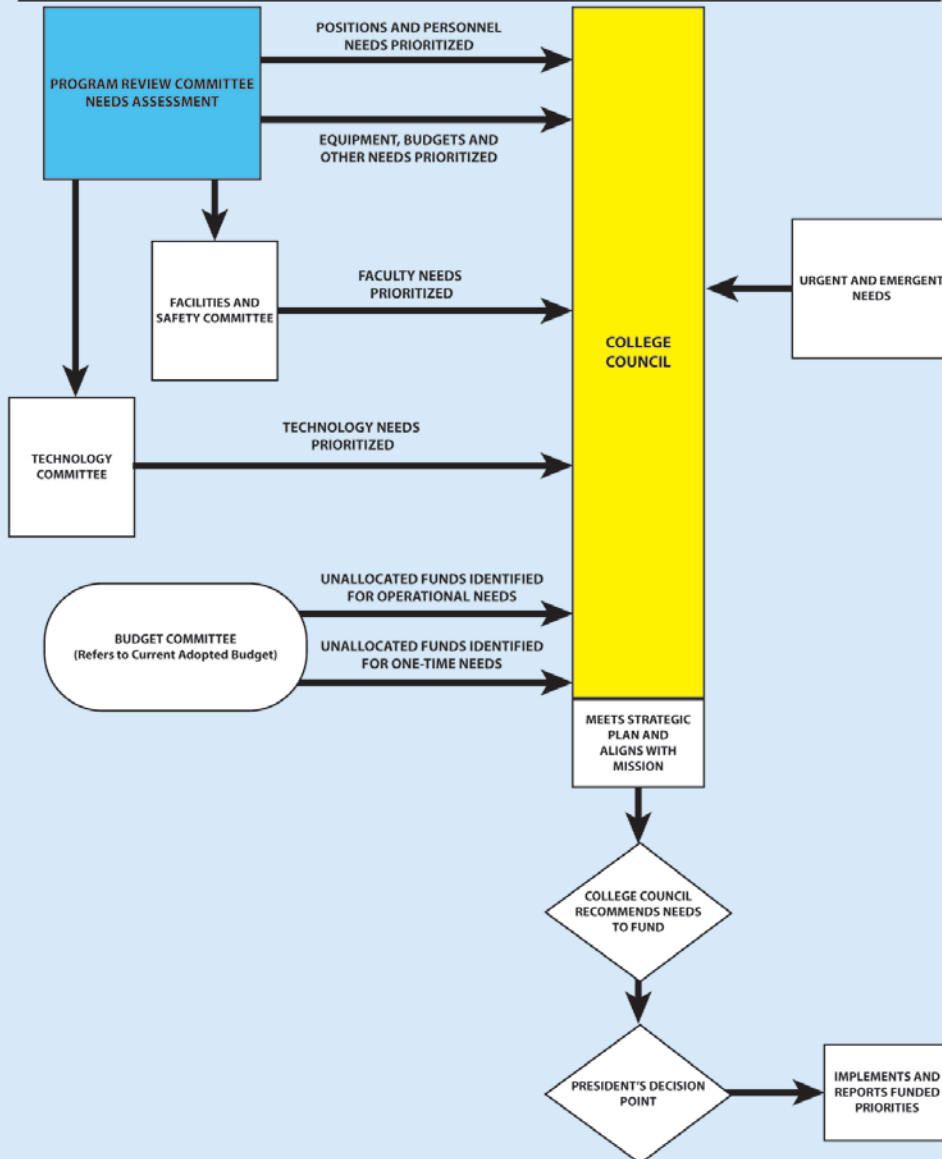 POSITIONS AND PERSONNEL
NEEDS PRIORITIZED
PROGRAM REVIEW COMMITTEE
NEEDS ASSESSMENT
EQUIPMENT, BUDGETS AND
OTHER NEEDS PRIORITIZED
FACILITIES AND
SAFETY COMMITTEE
FACULTY NEEDS
PRIORITIZED
URGENT AND EMERGENT
NEEDS
COLLEGE
COUNCIL
TECHNOLOGY
COMMITTEE
TECHNOLOGY NEEDS
PRIORITIZED
BUDGET COMMITTEE
(Refers to Current Adopted Budget)
UNALLOCATED FUNDS IDENTIFIED
FOR OPERATIONAL NEEDS
UNALLOCATED FUNDS IDENTIFIED
FOR ONE-TIME NEEDS
MEETS STRATEGIC
PLAN AND
ALIGNS WITH
MISSION
COLLEGE COUNCIL
RECOMMENDS NEEDS
TO FUND
PRESIDENT'S DECISION
POINT
IMPLEMENTS AND
REPORTS FUNDED
PRIORITIES